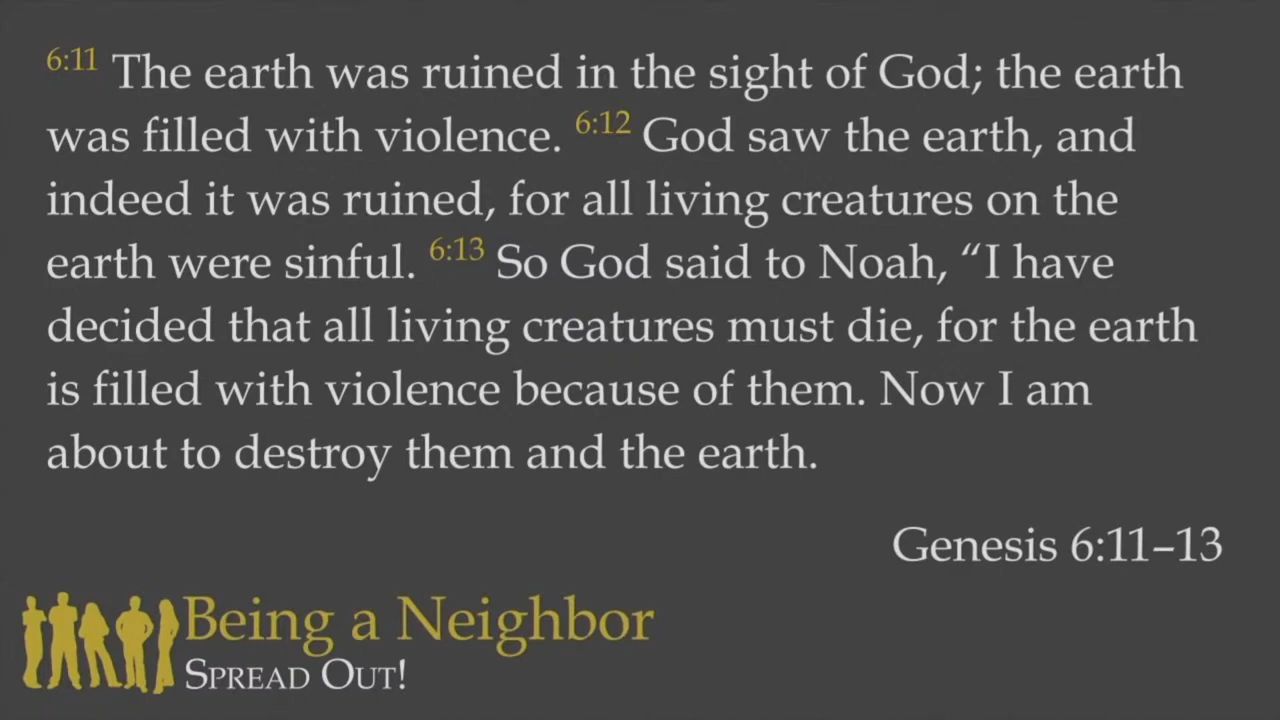 6:11 The earth was ruined in the sight of God; the earth
was filled with violence. 6:12 God saw the earth, and
indeed it was ruined, for all living creatures on the
earth were sinful. 6:13 So God said to Noah, “I have
decided that all living creatures must die, for the earth
is filled with violence because of them. Now I am
about to destroy them and the earth.
Genesis 6:11–13
Being a Neighbor
SPREAD OUT!